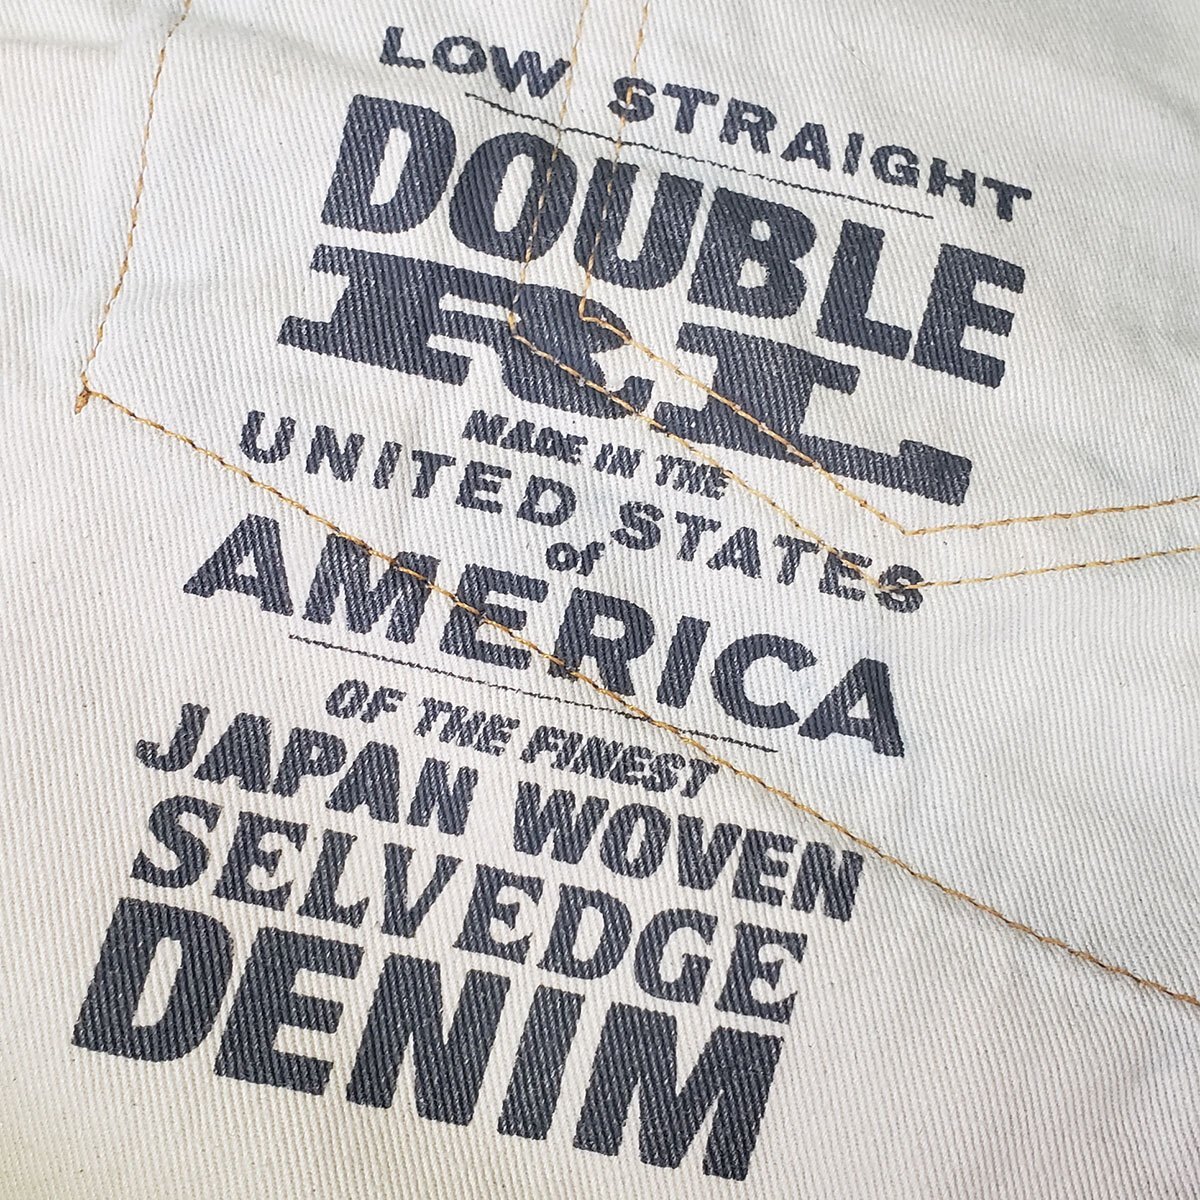 LOW STRAIGHT
DOUBLE
RL
MADE IN THE
UNITED STATES
of
AMERICA
OF THE FINEST
JAPAN WOVEN
SELVEDGE
DENIM